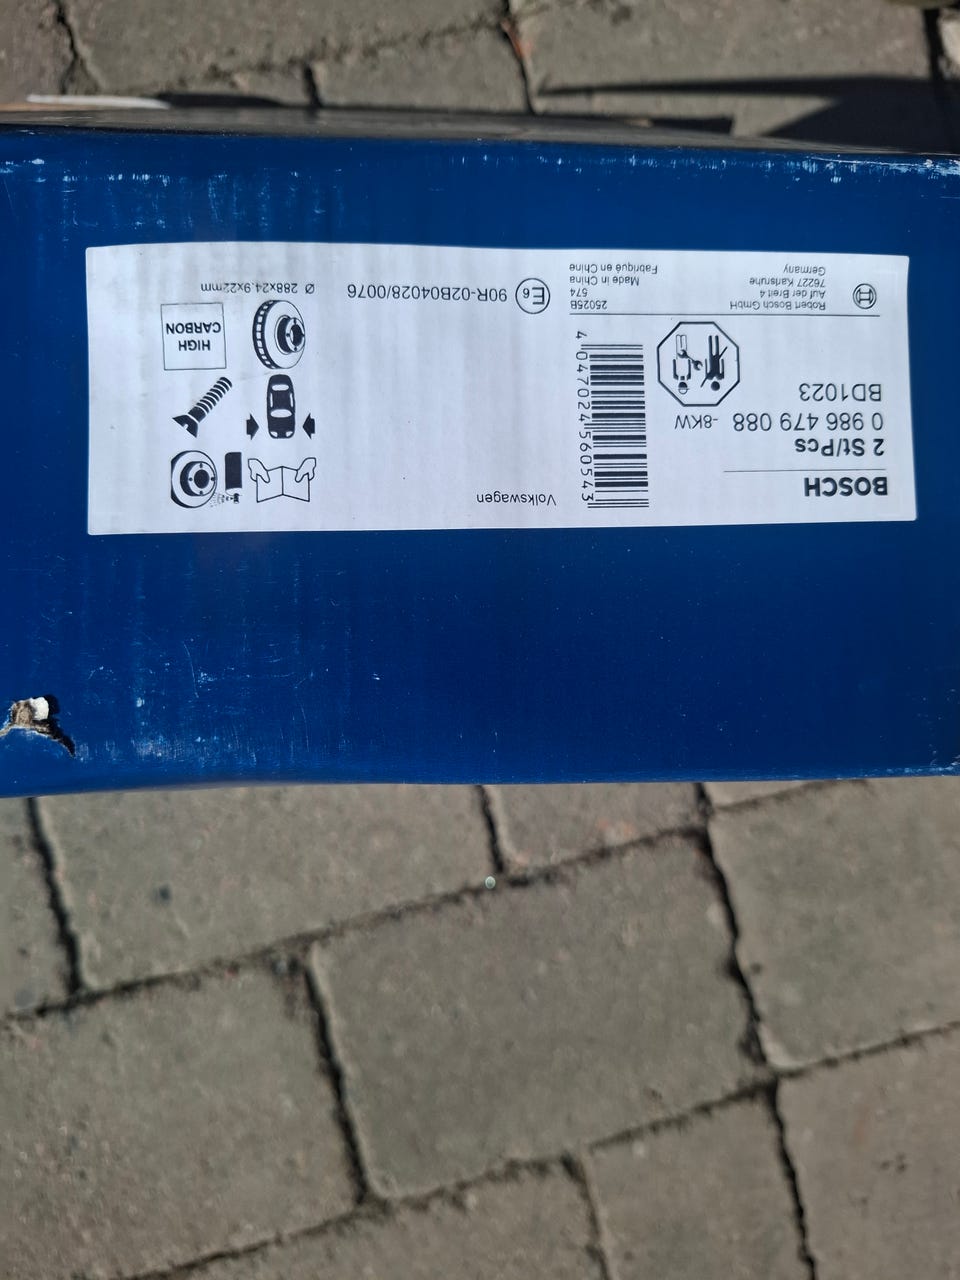 BOSCH
2 St/Pcs
0 986 479 088 -8KW
BD1023
Robert Bosch GmbH
Auf der Breit 4
76227 Karlsruhe
Germany
Volkswagen
4 047024 560543
25025B
574
Made in China
Fabriqué en Chine
E6 90R-02B04028/0076
HIGH
CARBON
Ø 288x24,9x22mm